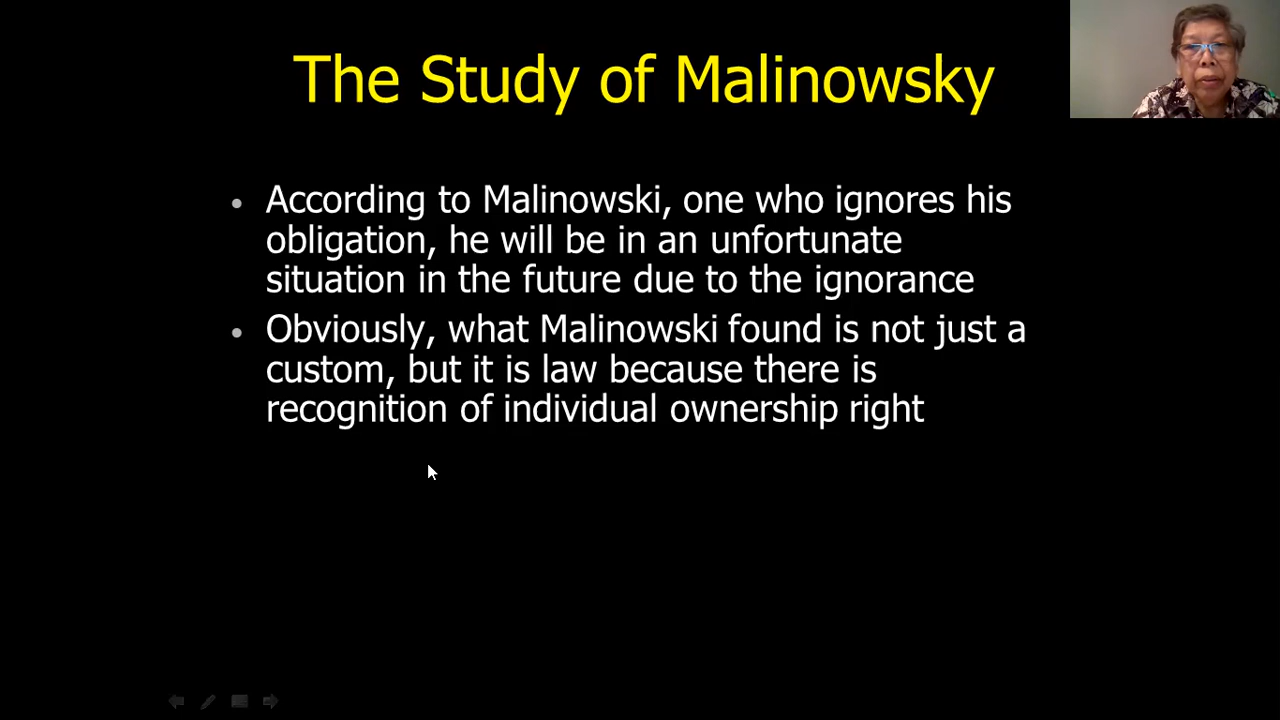 The Study of Malinowsky
• According to Malinowski, one who ignores his
obligation, he will be in an unfortunate
situation in the future due to the ignorance
• Obviously, what Malinowski found is not just a
custom, but it is law because there is
recognition of individual ownership right